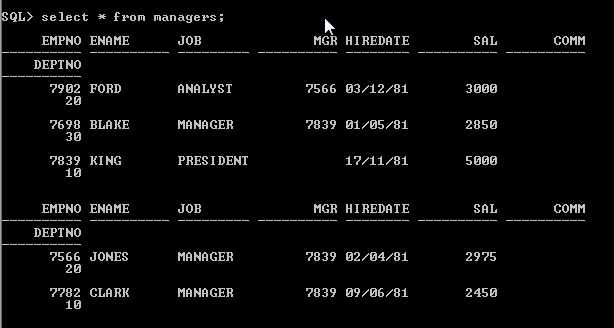 SQL> select * from managers;
EMPNO ENAME JOB MGR HIREDATE SAL COMM
DEPTNO
7902 FORD ANALYST 7566 03/12/81 3000
20
7698 BLAKE MANAGER 7839 01/05/81 2850
30
7839 KING PRESIDENT 17/11/81 5000
10
EMPNO ENAME JOB MGR HIREDATE SAL COMM
DEPTNO
7566 JONES MANAGER 7839 02/04/81 2975
20
7782 CLARK MANAGER 7839 09/06/81 2450
10